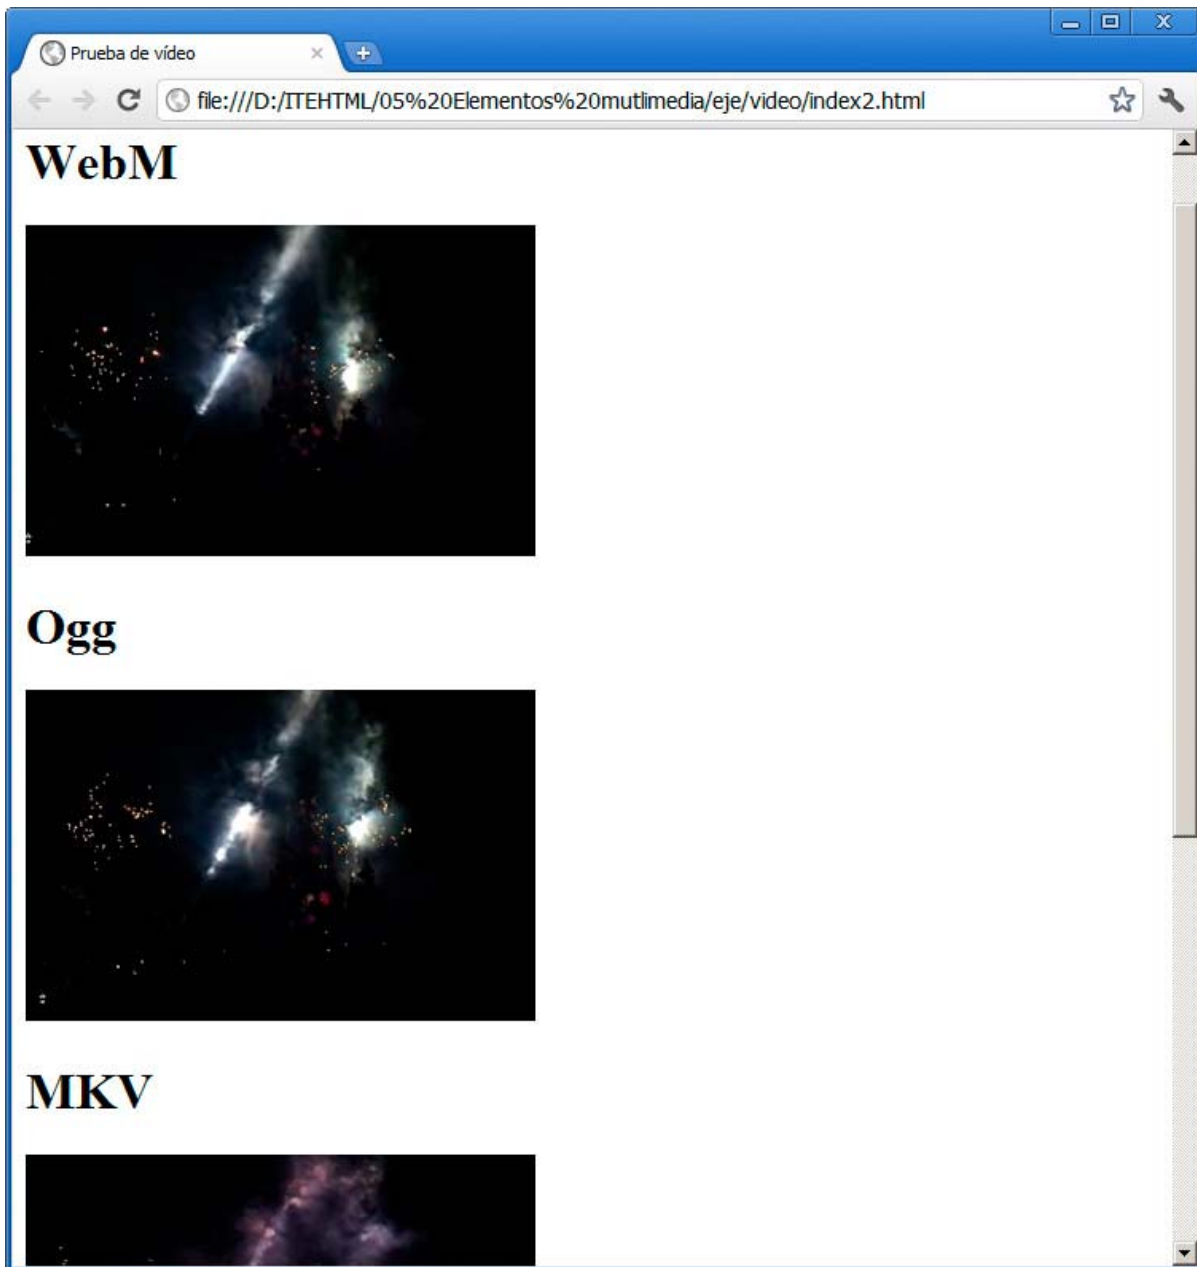 Prueba de vídeo
file:///D:/ITEHTML/05%20Elementos%20mutlimedia/eje/video/index2.html
WebM
Ogg
MKV